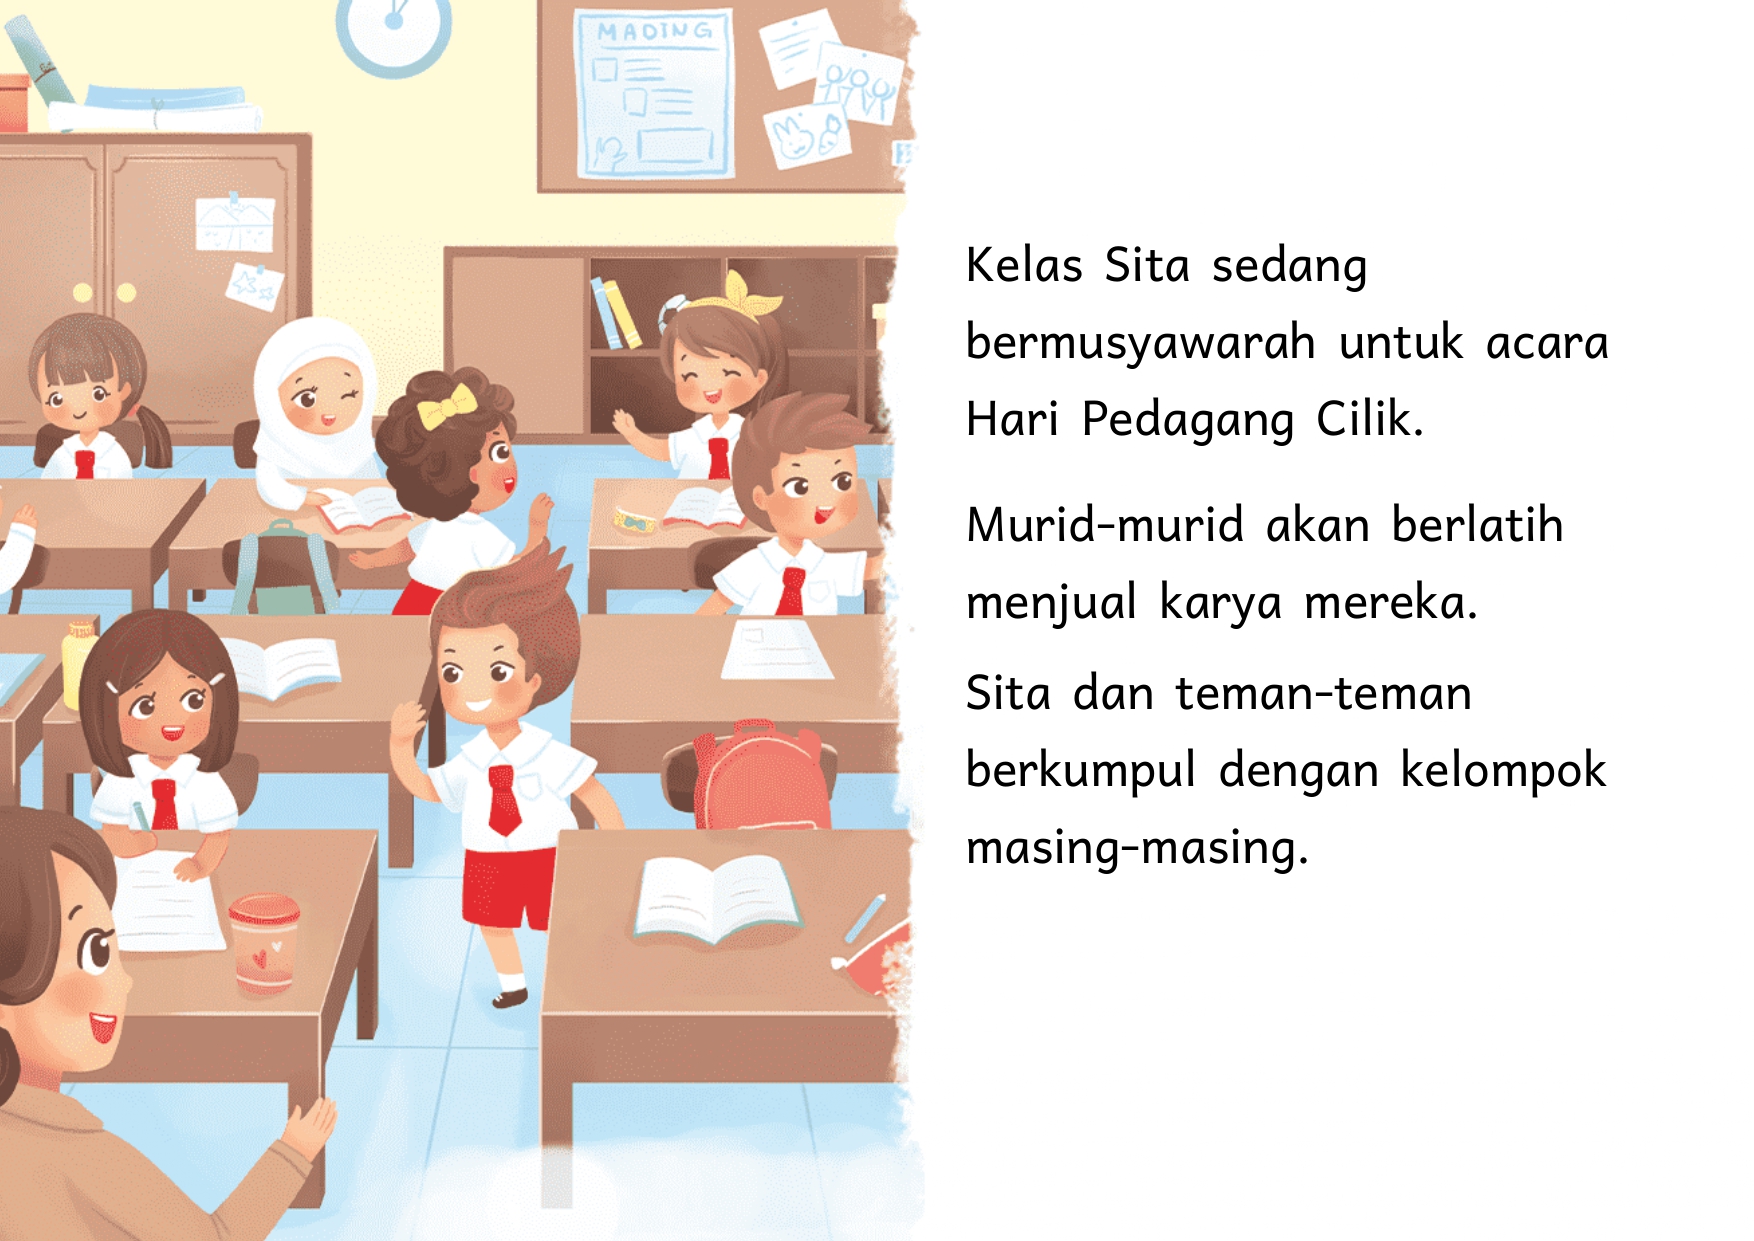 MADING
Kelas Sita sedang
bermusyawarah untuk acara
Hari Pedagang Cilik.
Murid-murid akan berlatih
menjual karya mereka.
Sita dan teman-teman
berkumpul dengan kelompok
masing-masing.